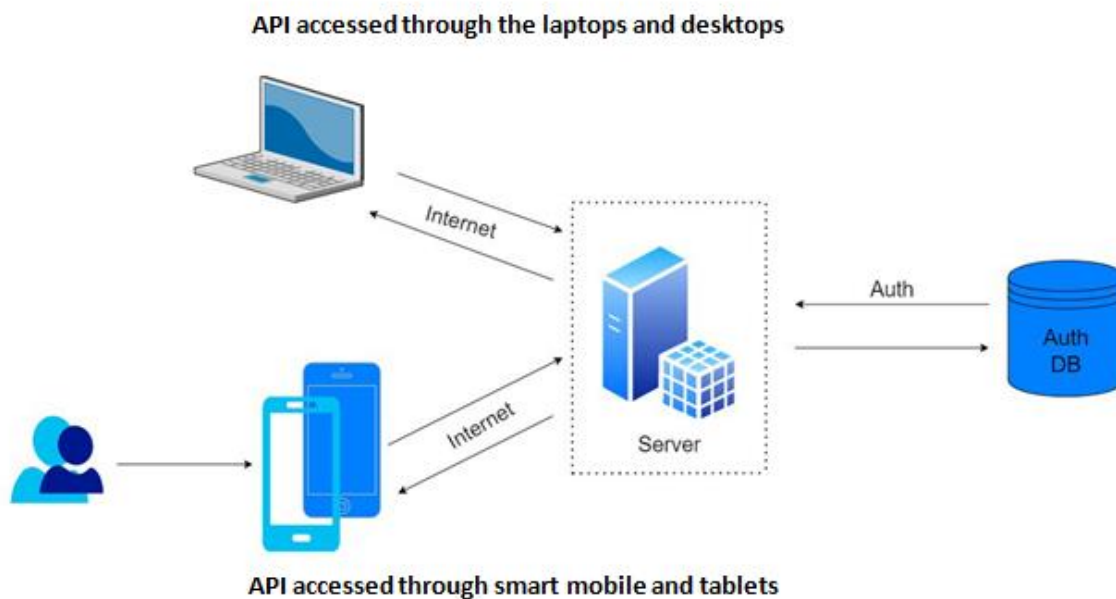 API accessed through the laptops and desktops
Internet
Auth
Auth
DB
Internet
Server
API accessed through smart mobile and tablets